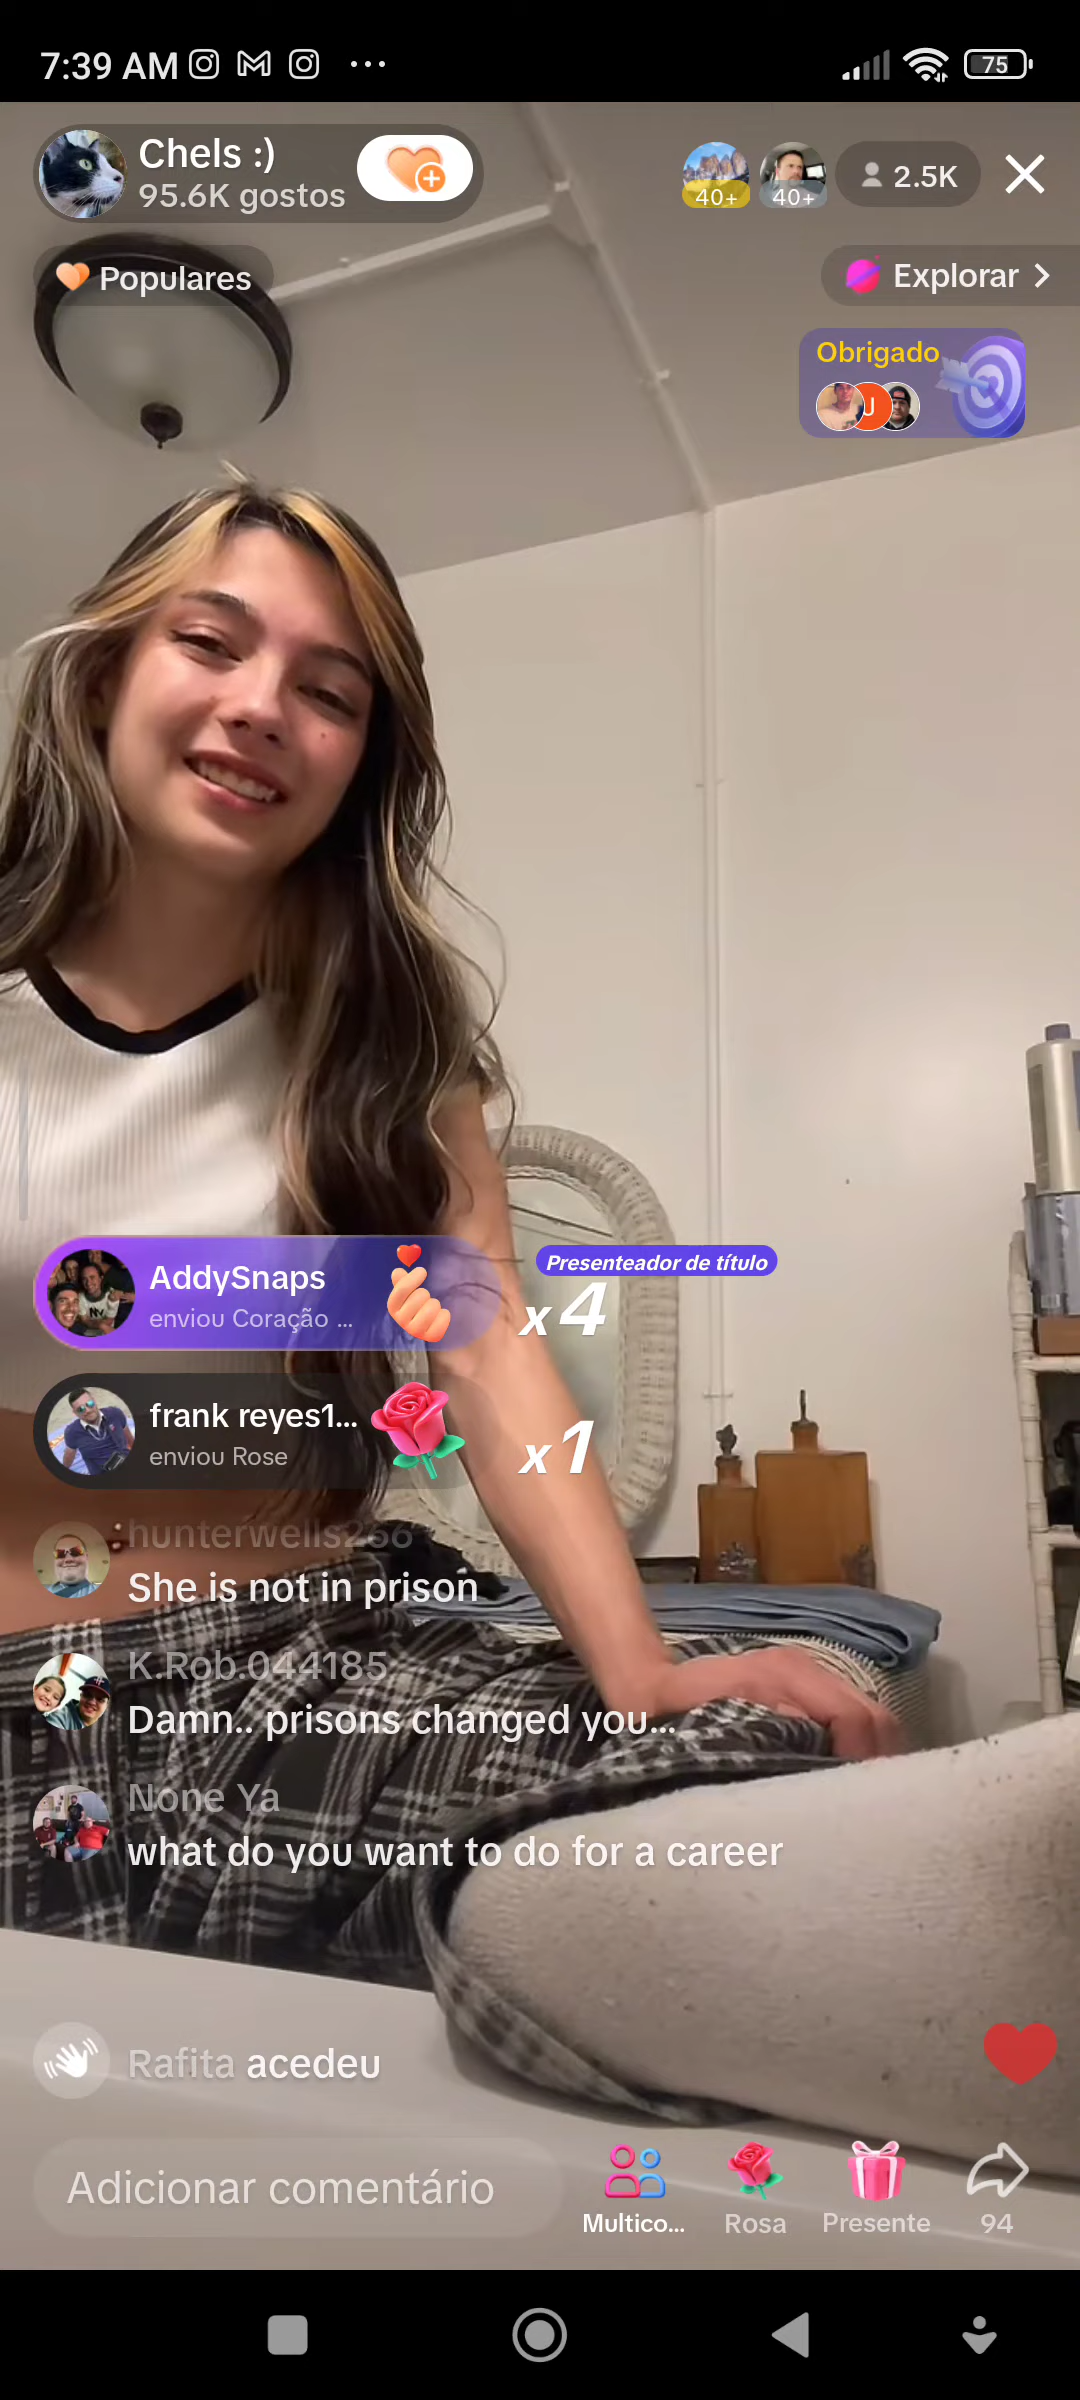 7:39 AM
75
Chels :)
95.6K gostos
40+
40+
2.5K
Populares
Explorar
Obrigado
J
AddySnaps
enviou Coração ...
Presenteador de título
x4
frank reyes1...
enviou Rose
x1
hunterwells266
She is not in prison
K.Rob.044185
Damn.. prisons changed you...
None Ya
what do you want to do for a career
Rafita acedeu
Adicionar comentário
Multico...
Rosa
Presente
94